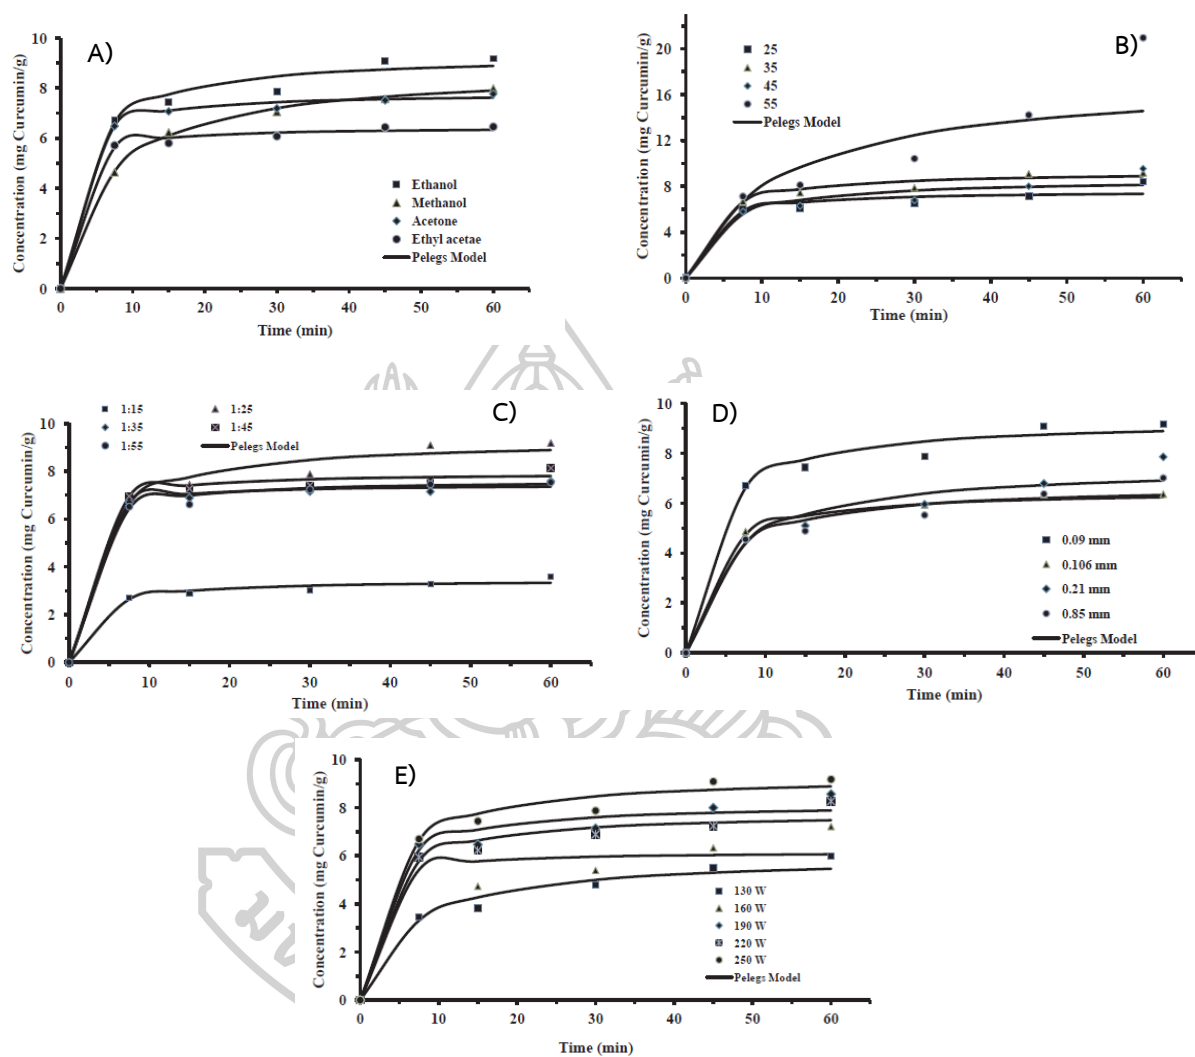 A)
Concentration (mg Curcumin/g)
10
8
6
4
2
0
Ethanol
Methanol
Acetone
Ethyl acetae
Pelegs Model
0 10 20 30 40 50 60
Time (min)
B)
Concentration (mg Curcumin/g)
20
16
12
8
4
0
25
35
45
55
Pelegs Model
0 10 20 30 40 50 60
Time (min)
C)
1:15 1:25
1:35 1:45
1:55 Pelegs Model
Concentration (mg Curcumin/g)
10
8
6
4
2
0
0 10 20 30 40 50 60
Time (min)
D)
Concentration (mg Curcumin/g)
10
8
6
4
2
0
0.09 mm
0.106 mm
0.21 mm
0.85 mm
Pelegs Model
0 10 20 30 40 50 60
Time (min)
E)
Concentration (mg Curcumin/g)
10
8
6
4
2
0
130 W
160 W
190 W
220 W
250 W
Pelegs Model
0 10 20 30 40 50 60
Time (min)